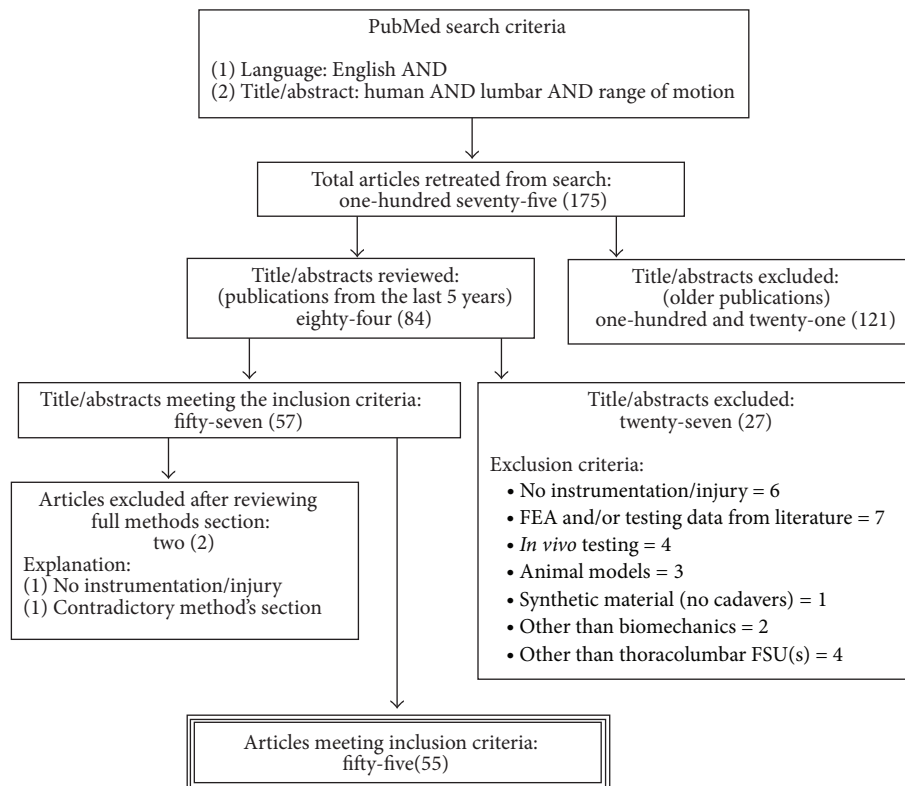 PubMed search criteria
(1) Language: English AND
(2) Title/abstract: human AND lumbar AND range of motion
Total articles retreated from search:
one-hundred seventy-five (175)
Title/abstracts reviewed:
(publications from the last 5 years)
eighty-four (84)
Title/abstracts excluded:
(older publications)
one-hundred and twenty-one (121)
Title/abstracts meeting the inclusion criteria:
fifty-seven (57)
Title/abstracts excluded:
twenty-seven (27)
Exclusion criteria:
• No instrumentation/injury = 6
• FEA and/or testing data from literature = 7
• In vivo testing = 4
• Animal models = 3
• Synthetic material (no cadavers) = 1
• Other than biomechanics = 2
• Other than thoracolumbar FSU(s) = 4
Articles excluded after reviewing
full methods section:
two (2)
Explanation:
(1) No instrumentation/injury
(1) Contradictory method's section
Articles meeting inclusion criteria:
fifty-five(55)